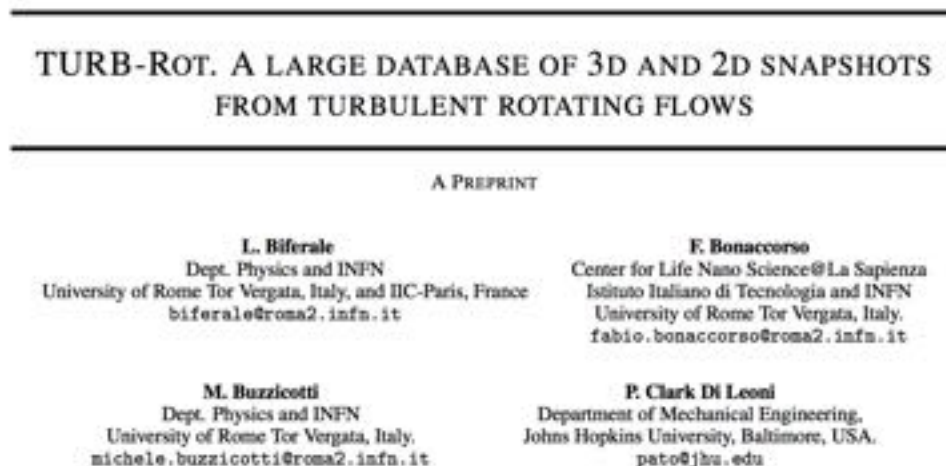 TURB-ROT. A LARGE DATABASE OF 3D AND 2D SNAPSHOTS
FROM TURBULENT ROTATING FLOWS
A PREPRINT
L. Biferale
Dept. Physics and INFN
University of Rome Tor Vergata, Italy, and IIC-Paris, France
biferale@roma2.infn.it
F. Bonaccorso
Center for Life Nano Science@La Sapienza
Istituto Italiano di Tecnologia and INFN
University of Rome Tor Vergata, Italy.
fabio.bonaccorso@roma2.infn.it
M. Buzzicotti
Dept. Physics and INFN
University of Rome Tor Vergata, Italy.
michele.buzzicotti@roma2.infn.it
P. Clark Di Leoni
Department of Mechanical Engineering,
Johns Hopkins University, Baltimore, USA.
pato@jhu.edu